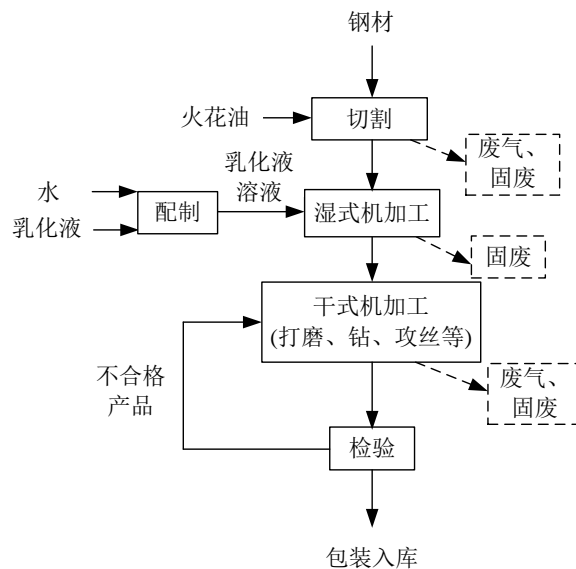 钢材
火花油
切割
废气、
固废
乳化液
溶液
水
乳化液
配制
湿式机加工
固废
干式机加工
(打磨、钻、攻丝等)
不合格
产品
废气、
固废
检验
包装入库